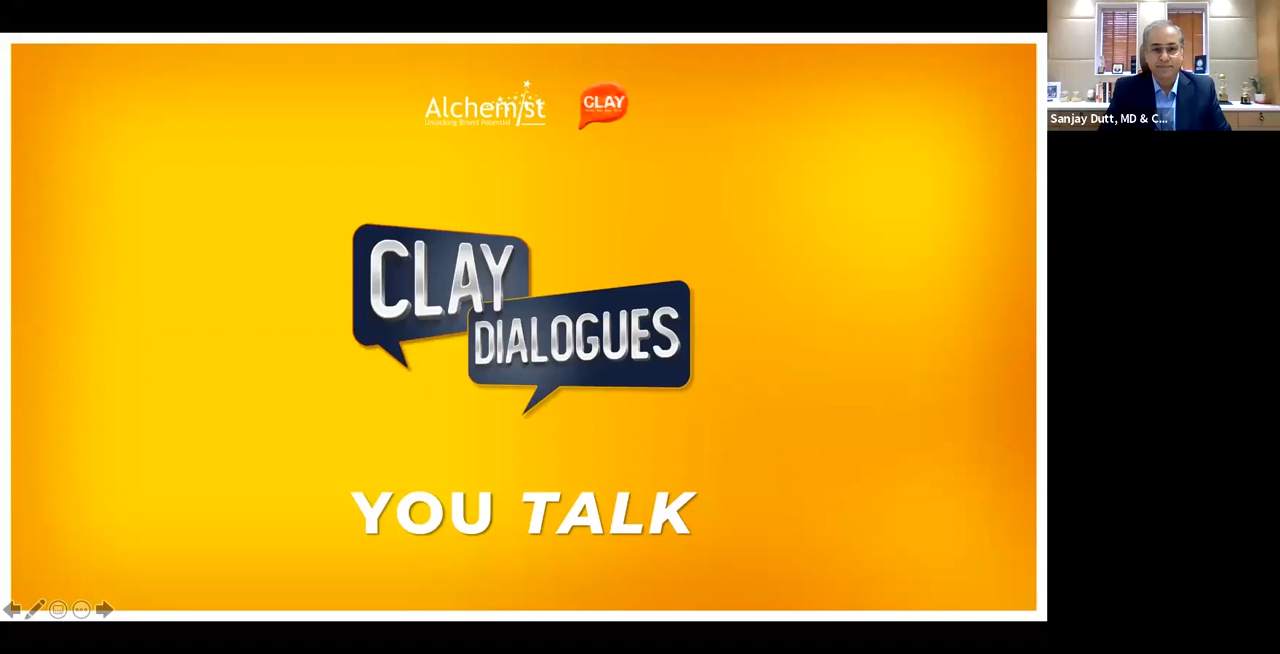 Alchemist
Unlocking Brand Potential
CLAY
CLAY
DIALOGUES
YOU TALK
Sanjay Dutt, MD & C...